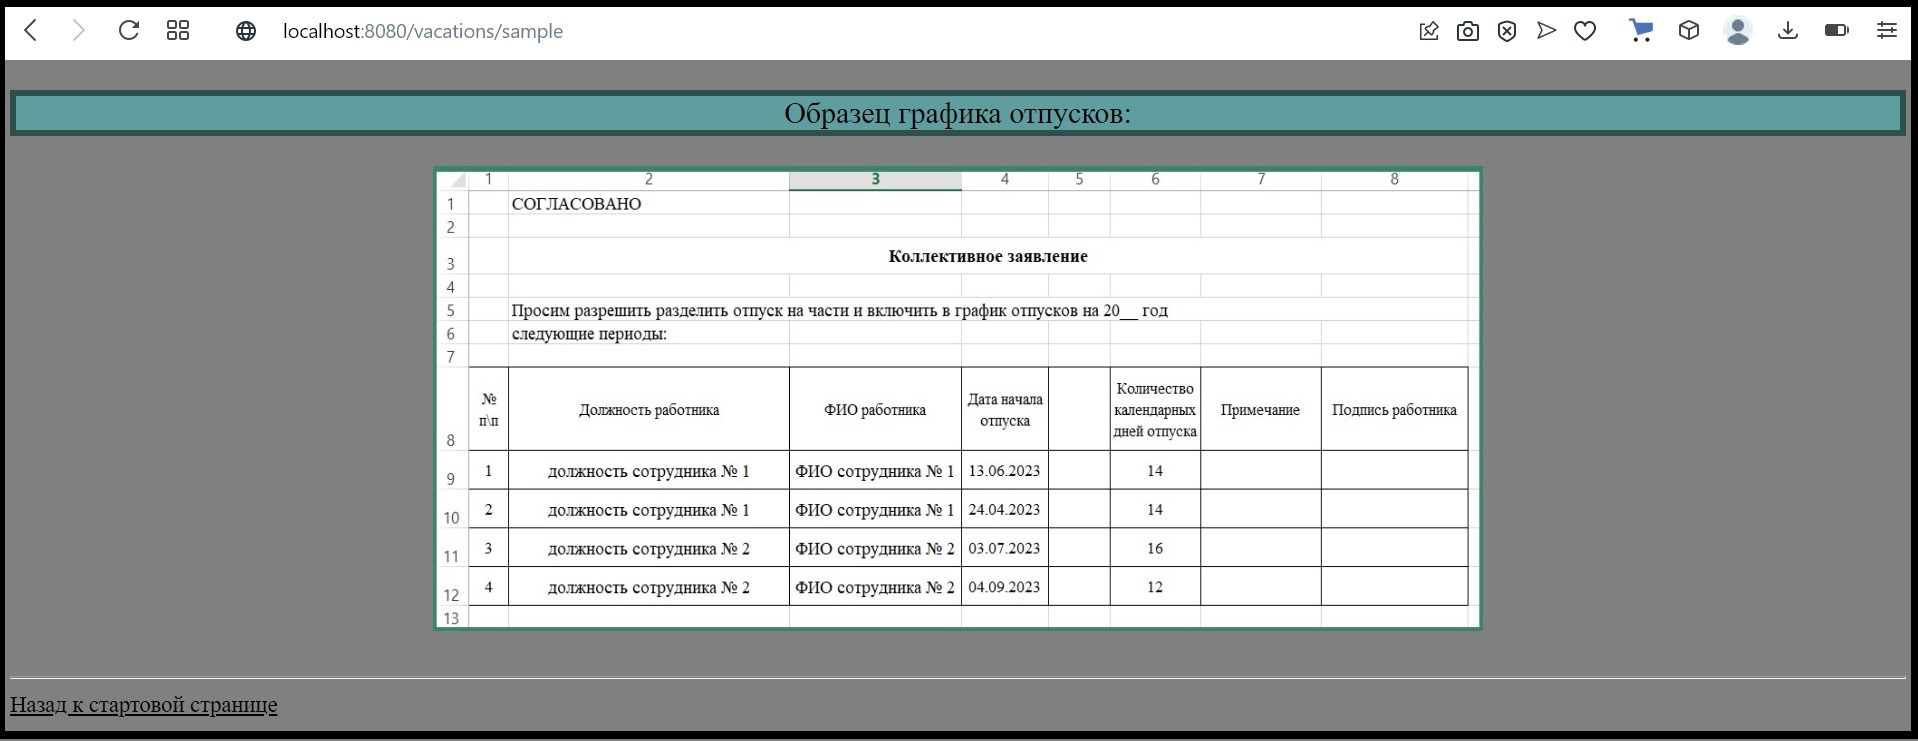 localhost:8080/vacations/sample
Образец графика отпусков:
1 2 3 4 5 6 7 8
1 СОГЛАСОВАНО
2
3 Коллективное заявление
4
5 Просим разрешить разделить отпуск на части и включить в график отпусков на 20__ год
6 следующие периоды:
7
№ п\п Должность работника ФИО работника Дата начала отпуска Количество календарных дней отпуска Примечание Подпись работника
8
9 1 должность сотрудника № 1 ФИО сотрудника № 1 13.06.2023 14
10 2 должность сотрудника № 1 ФИО сотрудника № 1 24.04.2023 14
11 3 должность сотрудника № 2 ФИО сотрудника № 2 03.07.2023 16
12 4 должность сотрудника № 2 ФИО сотрудника № 2 04.09.2023 12
13
Назад к стартовой странице